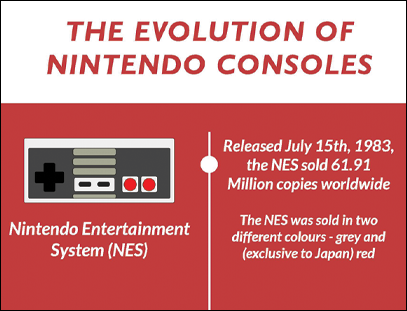 THE EVOLUTION OF
NINTENDO CONSOLES
Nintendo Entertainment
System (NES)
Released July 15th, 1983,
the NES sold 61.91
Million copies worldwide
The NES was sold in two
different colours - grey and
(exclusive to Japan) red